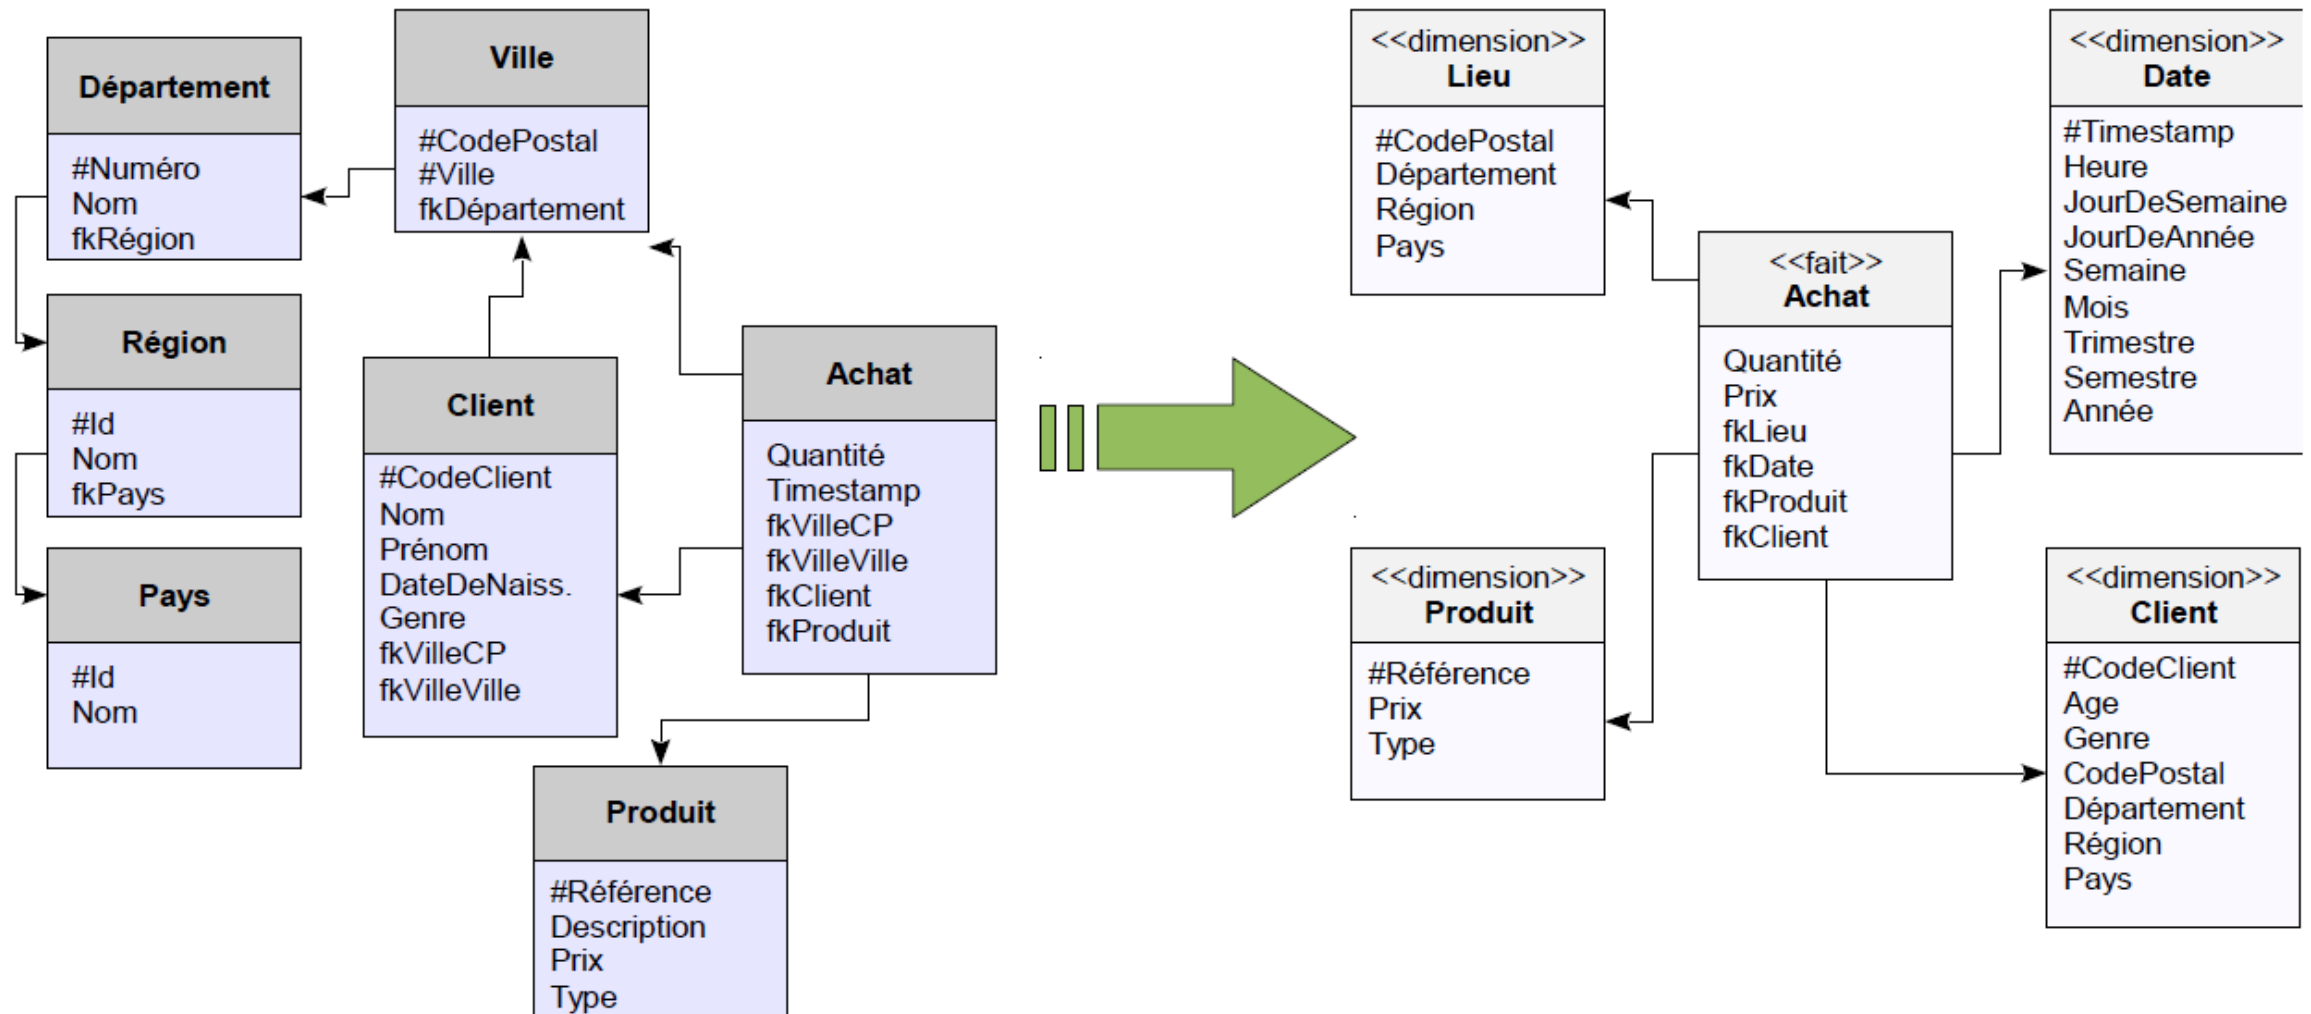 Département
#Numéro
Nom
fkRégion
Ville
#CodePostal
#Ville
fkDépartement
Région
#Id
Nom
fkPays
Pays
#Id
Nom
Client
#CodeClient
Nom
Prénom
DateDeNaiss.
Genre
fkVilleCP
fkVilleVille
Achat
Quantité
Timestamp
fkVilleCP
fkVilleVille
fkClient
fkProduit
Produit
#Référence
Description
Prix
Type
<<dimension>>
Lieu
#CodePostal
Département
Région
Pays
<<fait>>
Achat
Quantité
Prix
fkLieu
fkDate
fkProduit
fkClient
<<dimension>>
Date
#Timestamp
Heure
JourDeSemaine
JourDeAnnée
Semaine
Mois
Trimestre
Semestre
Année
<<dimension>>
Produit
#Référence
Prix
Type
<<dimension>>
Client
#CodeClient
Age
Genre
CodePostal
Département
Région
Pays